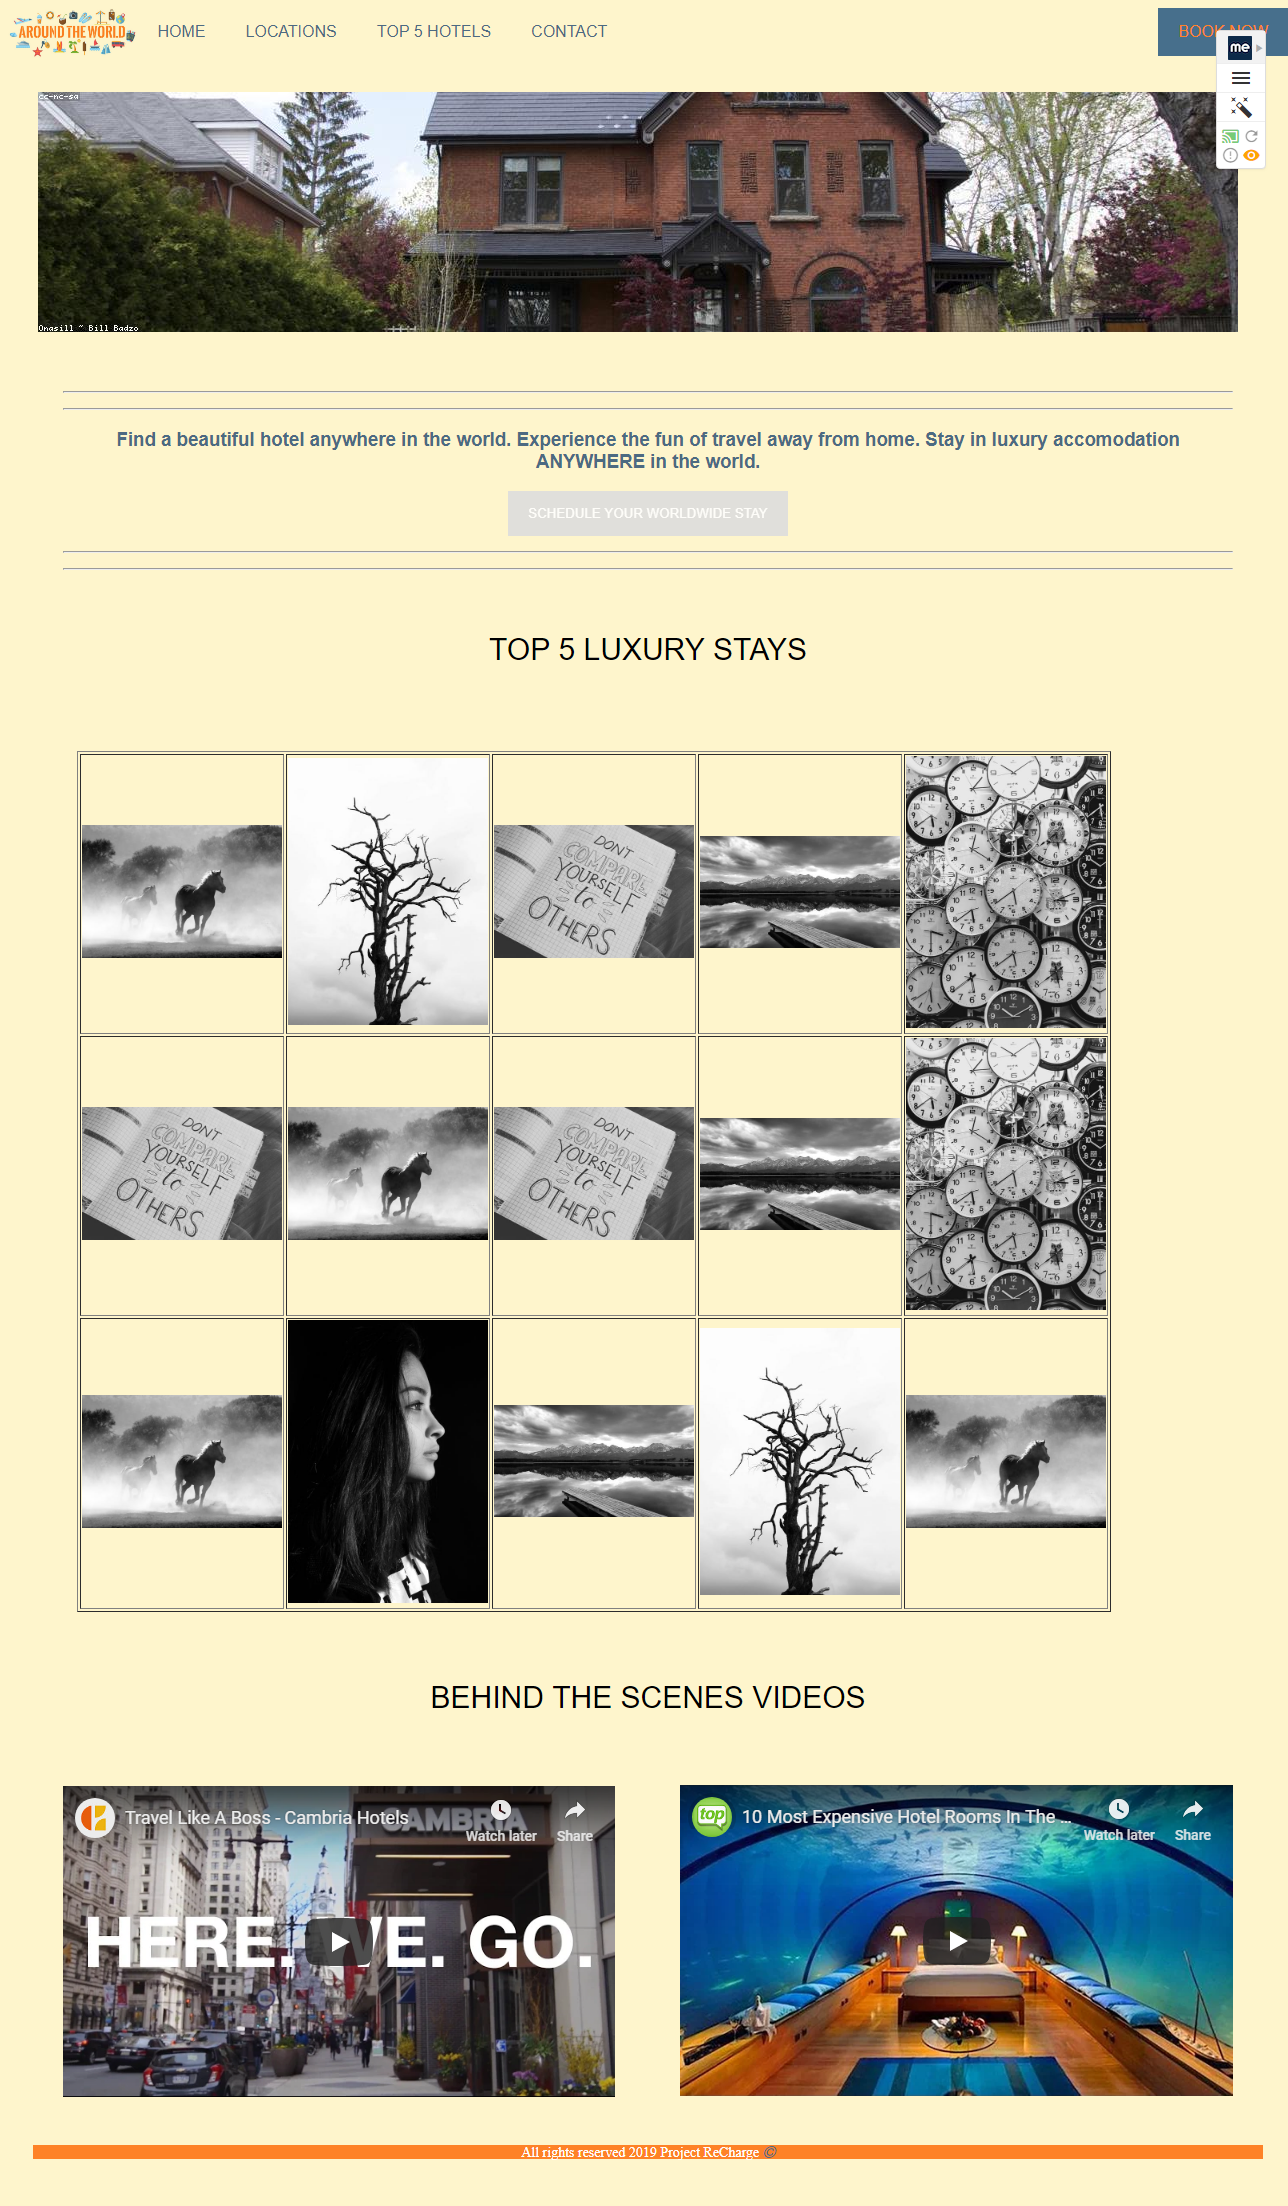 AROUND THE WORLD
HOME
LOCATIONS
TOP 5 HOTELS
CONTACT
BOOK NOW
me
cc-nc-sa
Onasill ~ Bill Badzo
Find a beautiful hotel anywhere in the world. Experience the fun of travel away from home. Stay in luxury accomodation
ANYWHERE in the world.
SCHEDULE YOUR WORLDWIDE STAY
TOP 5 LUXURY STAYS
DONT
COMPARE
YOURSELF
to
OTHERS
DONT
COMPARE
YOURSELF
to
OTHERS
DONT
COMPARE
YOURSELF
to
OTHERS
BEHIND THE SCENES VIDEOS
Travel Like A Boss - Cambria Hotels
Watch later
Share
CAMBR
HERE. WE. GO.
top
10 Most Expensive Hotel Rooms In The ...
Watch later
Share
All rights reserved 2019 Project ReCharge ©